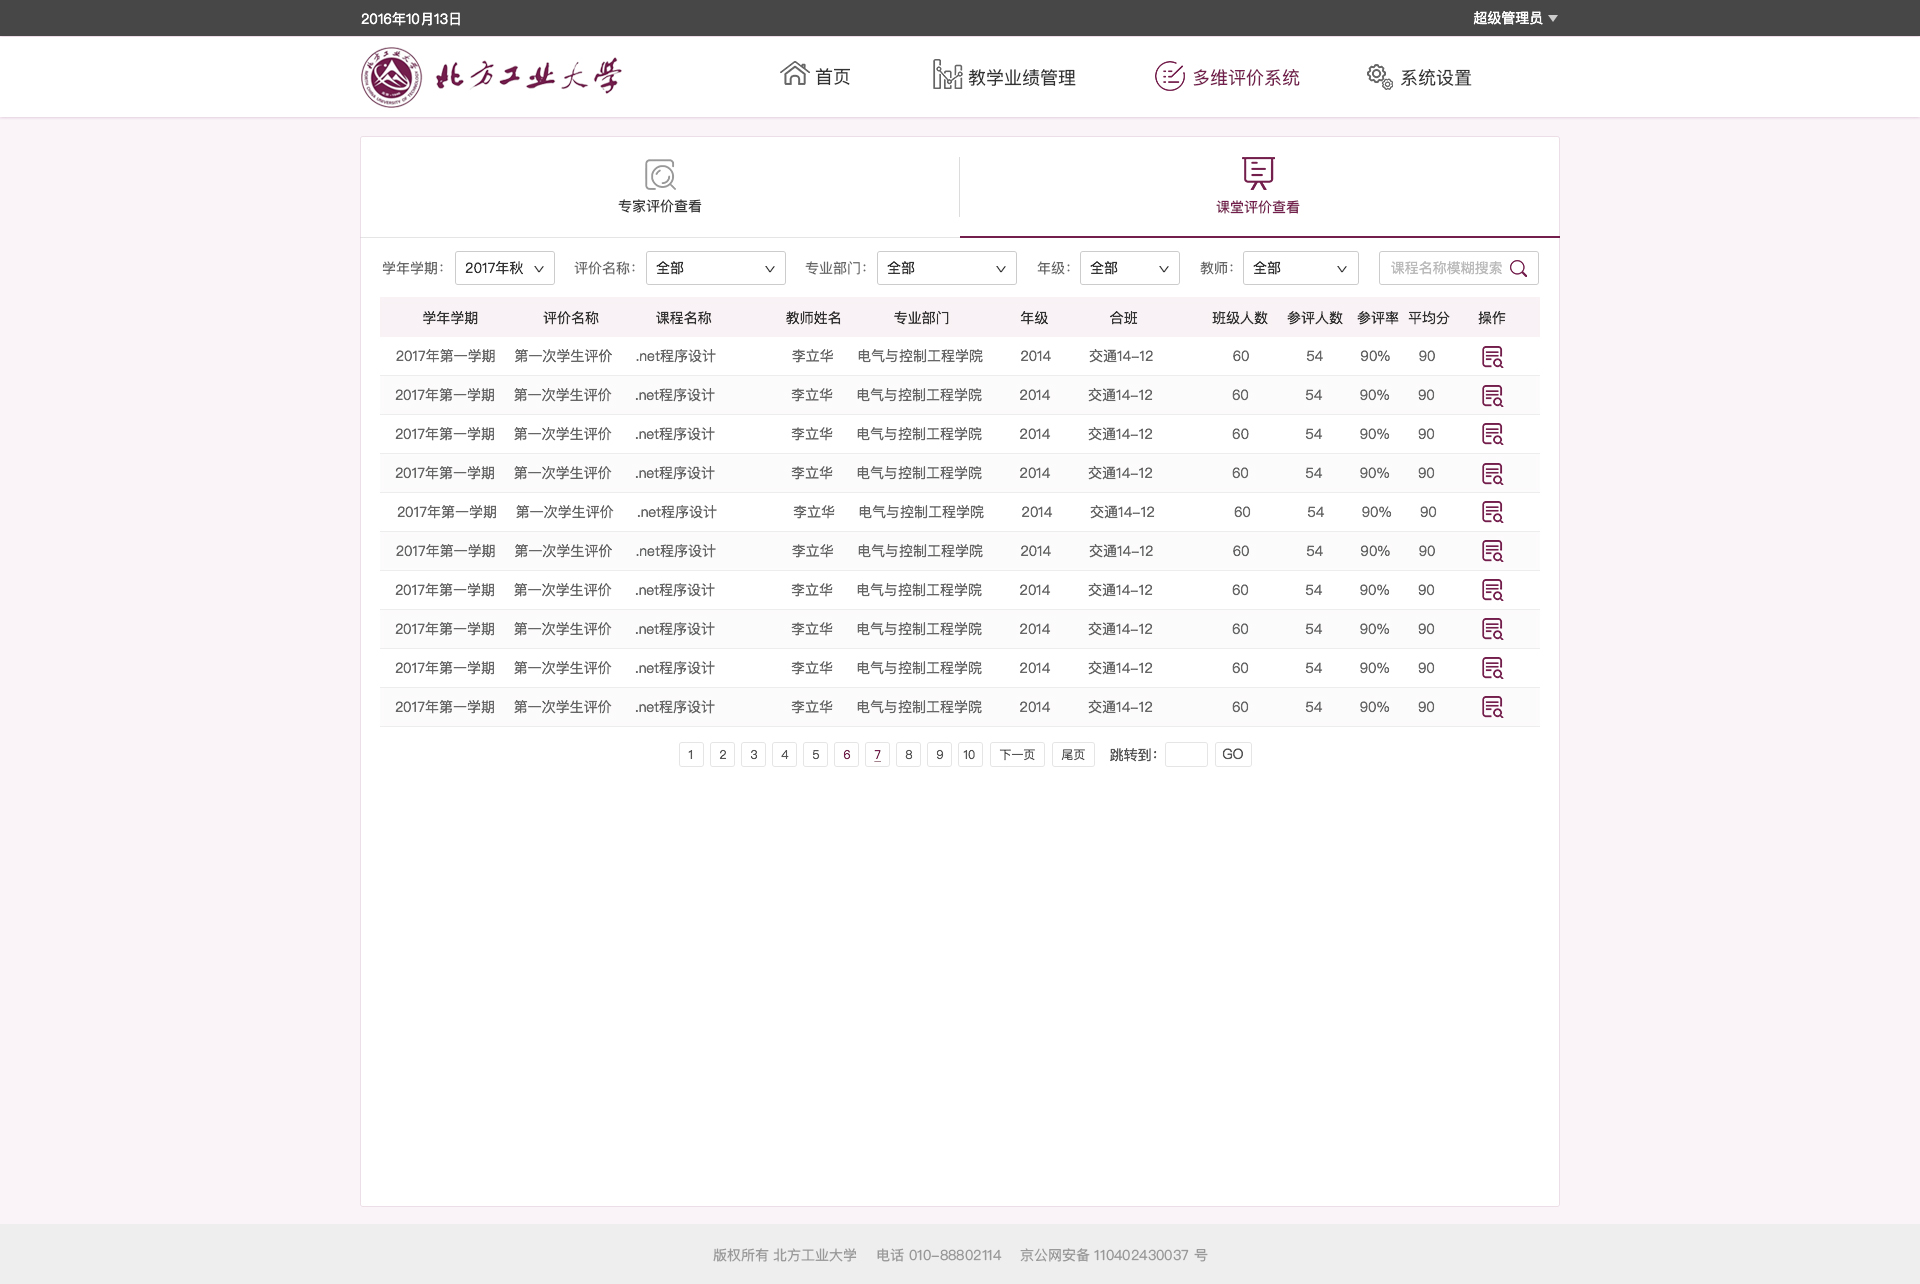 2016年10月13日 超级管理员
北方工业大学 首页 教学业绩管理 多维评价系统 系统设置
专家评价查看 课堂评价查看
学年学期： 2017年秋 评价名称： 全部 专业部门： 全部 年级： 全部 教师： 全部 课程名称模糊搜索
学年学期 评价名称 课程名称 教师姓名 专业部门 年级 合班 班级人数 参评人数 参评率 平均分 操作
2017年第一学期 第一次学生评价 .net程序设计 李立华 电气与控制工程学院 2014 交通14-12 60 54 90% 90
2017年第一学期 第一次学生评价 .net程序设计 李立华 电气与控制工程学院 2014 交通14-12 60 54 90% 90
2017年第一学期 第一次学生评价 .net程序设计 李立华 电气与控制工程学院 2014 交通14-12 60 54 90% 90
2017年第一学期 第一次学生评价 .net程序设计 李立华 电气与控制工程学院 2014 交通14-12 60 54 90% 90
2017年第一学期 第一次学生评价 .net程序设计 李立华 电气与控制工程学院 2014 交通14-12 60 54 90% 90
2017年第一学期 第一次学生评价 .net程序设计 李立华 电气与控制工程学院 2014 交通14-12 60 54 90% 90
2017年第一学期 第一次学生评价 .net程序设计 李立华 电气与控制工程学院 2014 交通14-12 60 54 90% 90
2017年第一学期 第一次学生评价 .net程序设计 李立华 电气与控制工程学院 2014 交通14-12 60 54 90% 90
2017年第一学期 第一次学生评价 .net程序设计 李立华 电气与控制工程学院 2014 交通14-12 60 54 90% 90
2017年第一学期 第一次学生评价 .net程序设计 李立华 电气与控制工程学院 2014 交通14-12 60 54 90% 90
1 2 3 4 5 6 7 8 9 10 下一页 尾页 跳转到： GO
版权所有 北方工业大学 电话 010-88802114 京公网安备 110402430037 号